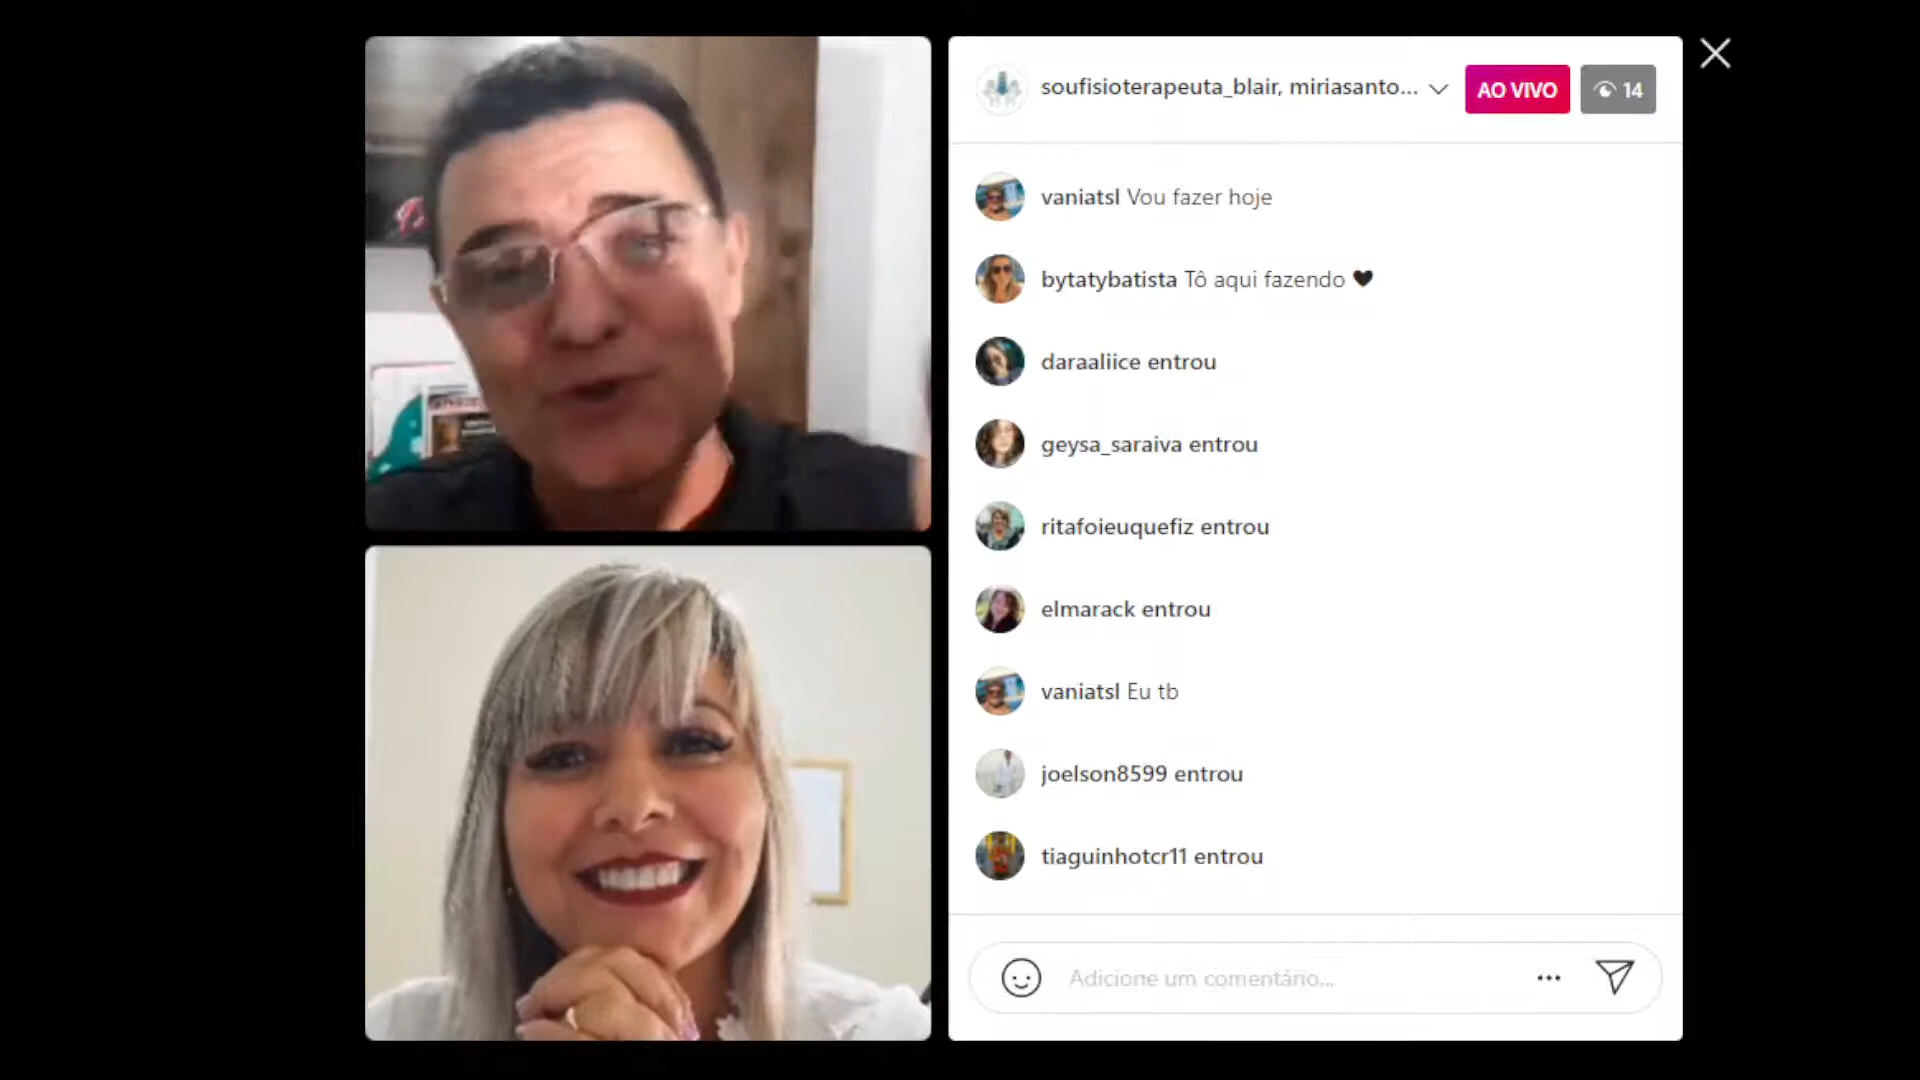 soufisioterapeuta_blair, miriasanto...
AO VIVO
14
vaniatsl Vou fazer hoje
bytatybatista Tô aqui fazendo 🖤
daraaliice entrou
geysa_saraiva entrou
ritafoieuquefiz entrou
elmarack entrou
vaniatsl Eu tb
joelson8599 entrou
tiaguinhotcr11 entrou
Adicione um comentário...